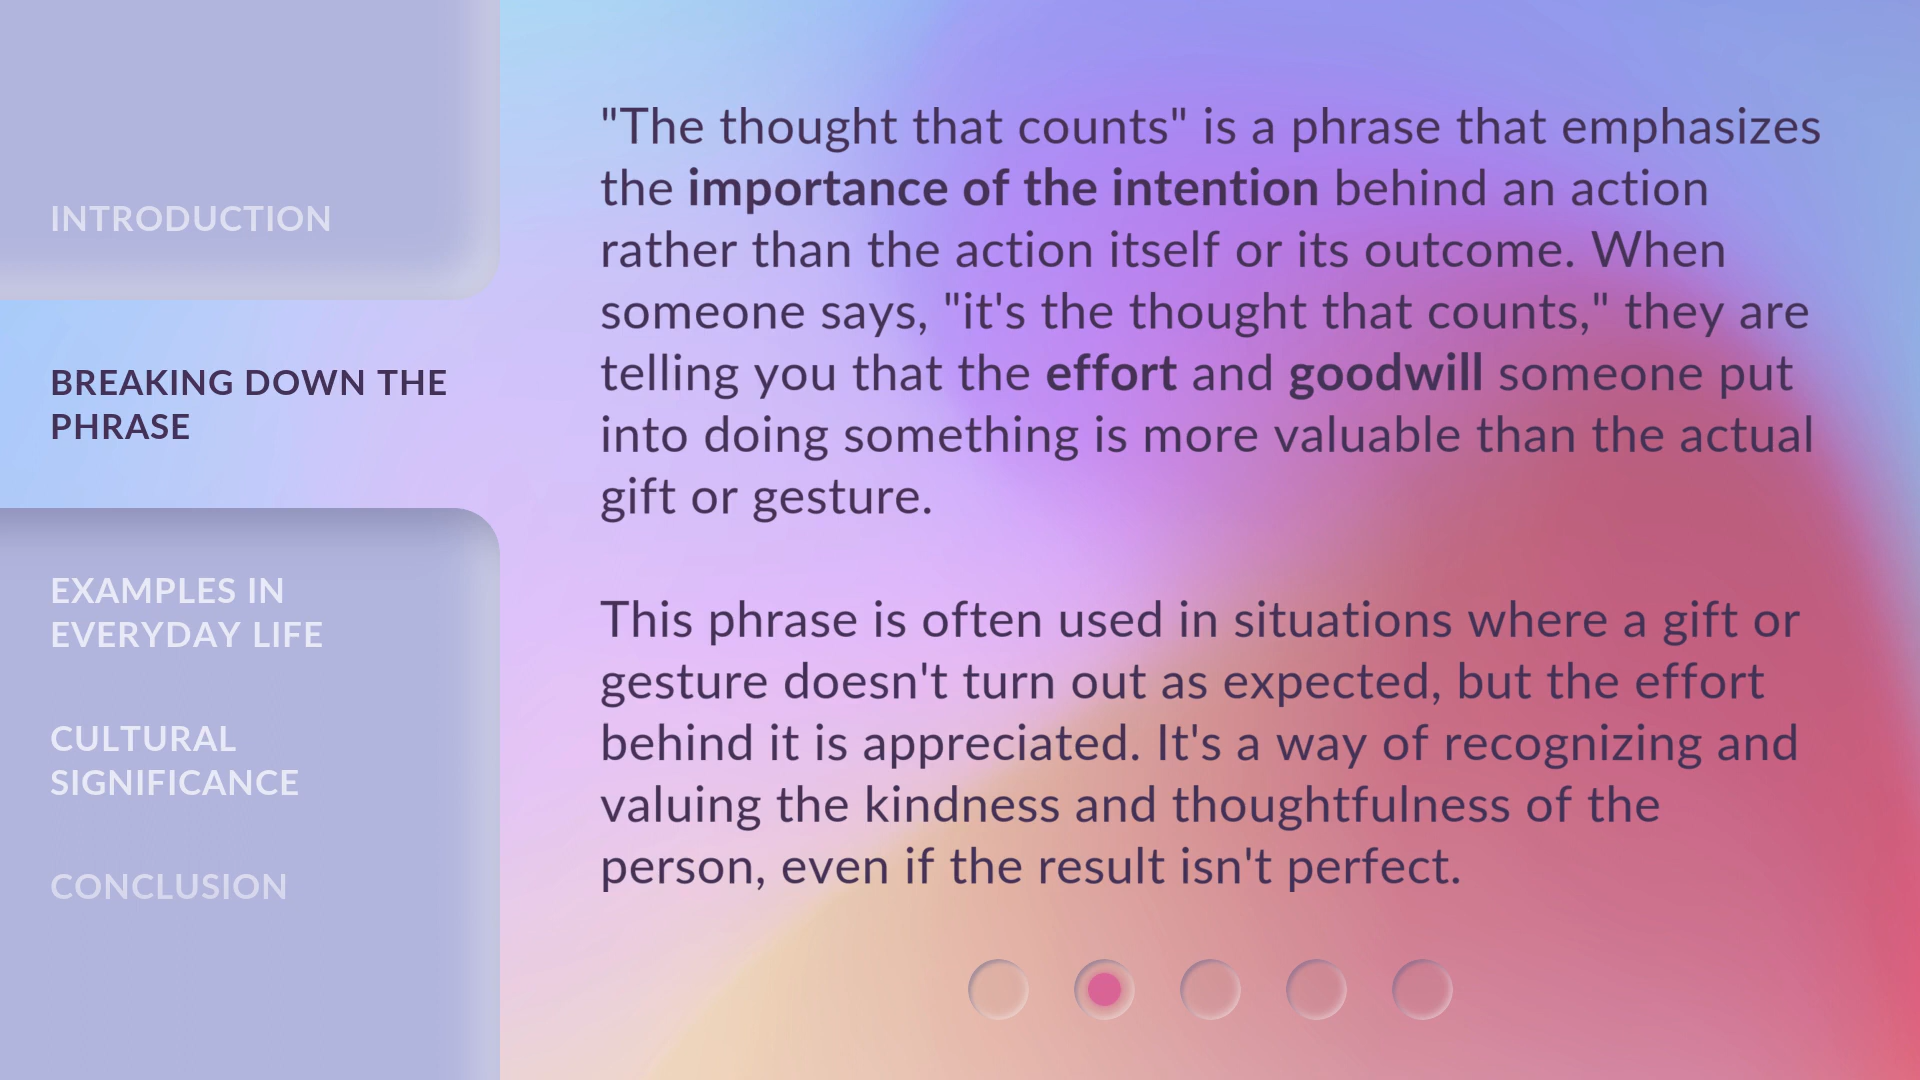 INTRODUCTION
BREAKING DOWN THE
PHRASE
EXAMPLES IN
EVERYDAY LIFE
CULTURAL
SIGNIFICANCE
CONCLUSION
"The thought that counts" is a phrase that emphasizes
the importance of the intention behind an action
rather than the action itself or its outcome. When
someone says, "it's the thought that counts," they are
telling you that the effort and goodwill someone put
into doing something is more valuable than the actual
gift or gesture.
This phrase is often used in situations where a gift or
gesture doesn't turn out as expected, but the effort
behind it is appreciated. It's a way of recognizing and
valuing the kindness and thoughtfulness of the
person, even if the result isn't perfect.